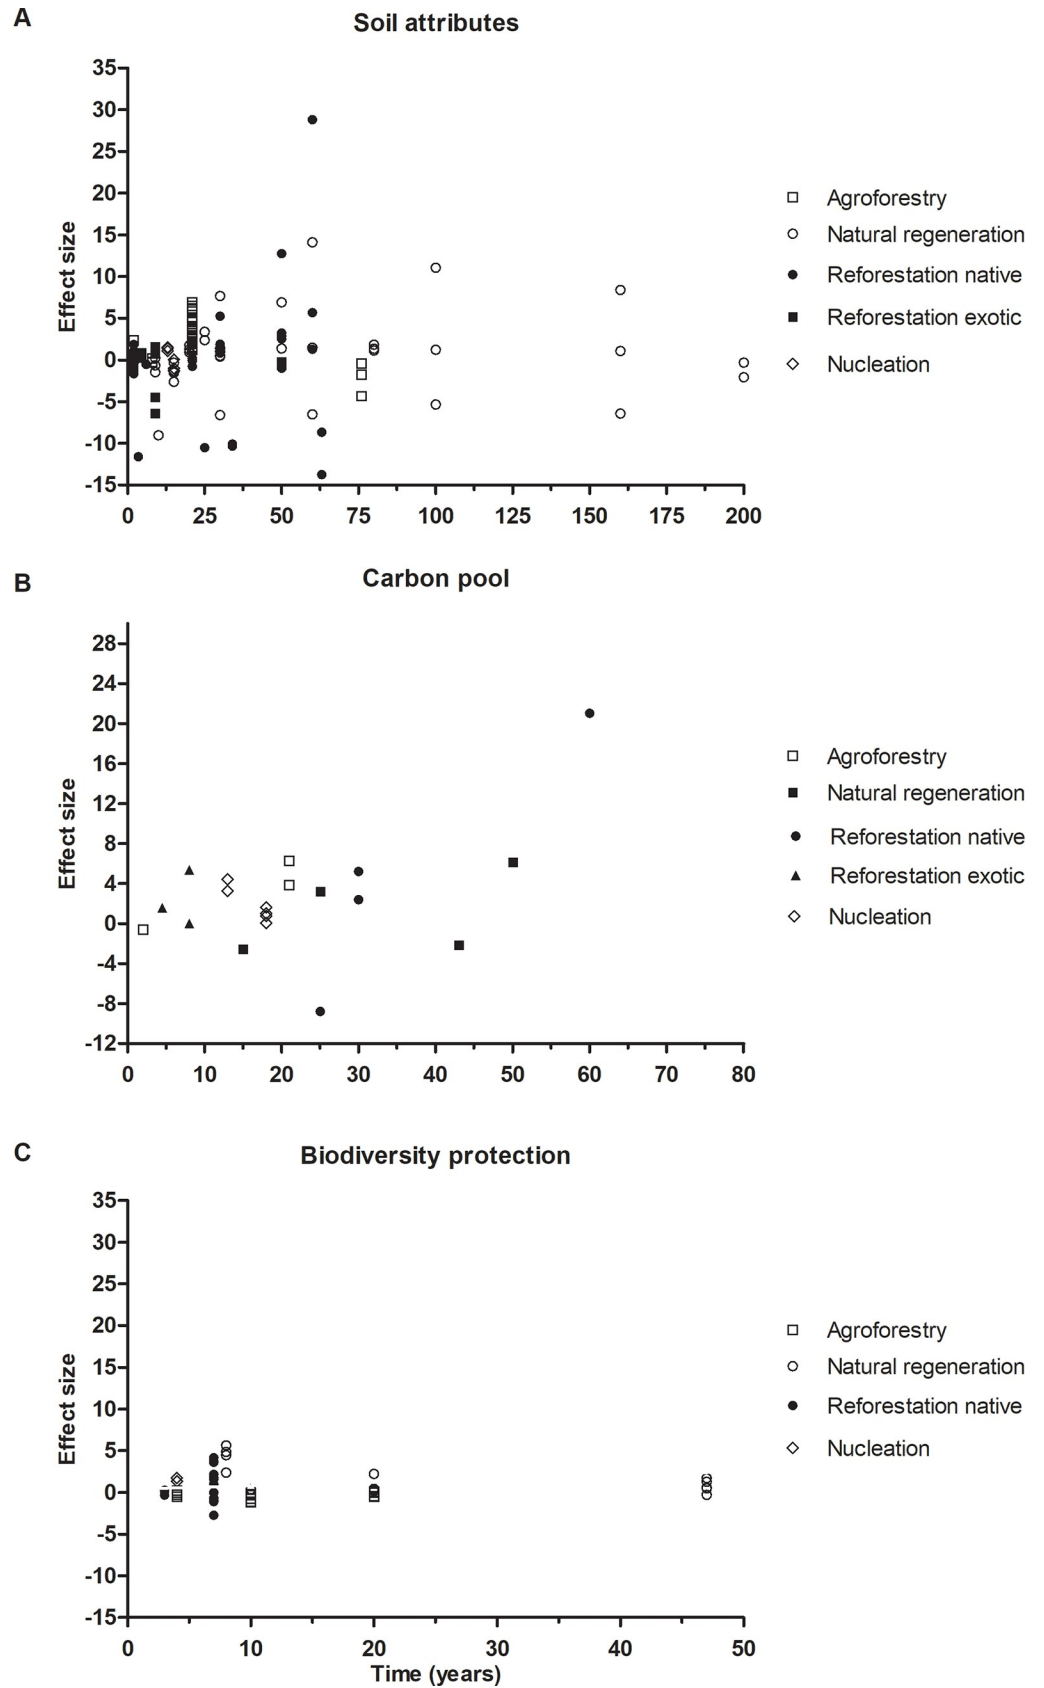 A
Soil attributes
35
30
25
20
15
10
5
0
-5
-10
-15
Effect size
0 25 50 75 100 125 150 175 200
Agroforestry
Natural regeneration
Reforestation native
Reforestation exotic
Nucleation
B
Carbon pool
28
24
20
16
12
8
4
0
-4
-8
-12
Effect size
0 10 20 30 40 50 60 70 80
Agroforestry
Natural regeneration
Reforestation native
Reforestation exotic
Nucleation
C
Biodiversity protection
35
30
25
20
15
10
5
0
-5
-10
-15
Effect size
0 10 20 30 40 50
Time (years)
Agroforestry
Natural regeneration
Reforestation native
Nucleation